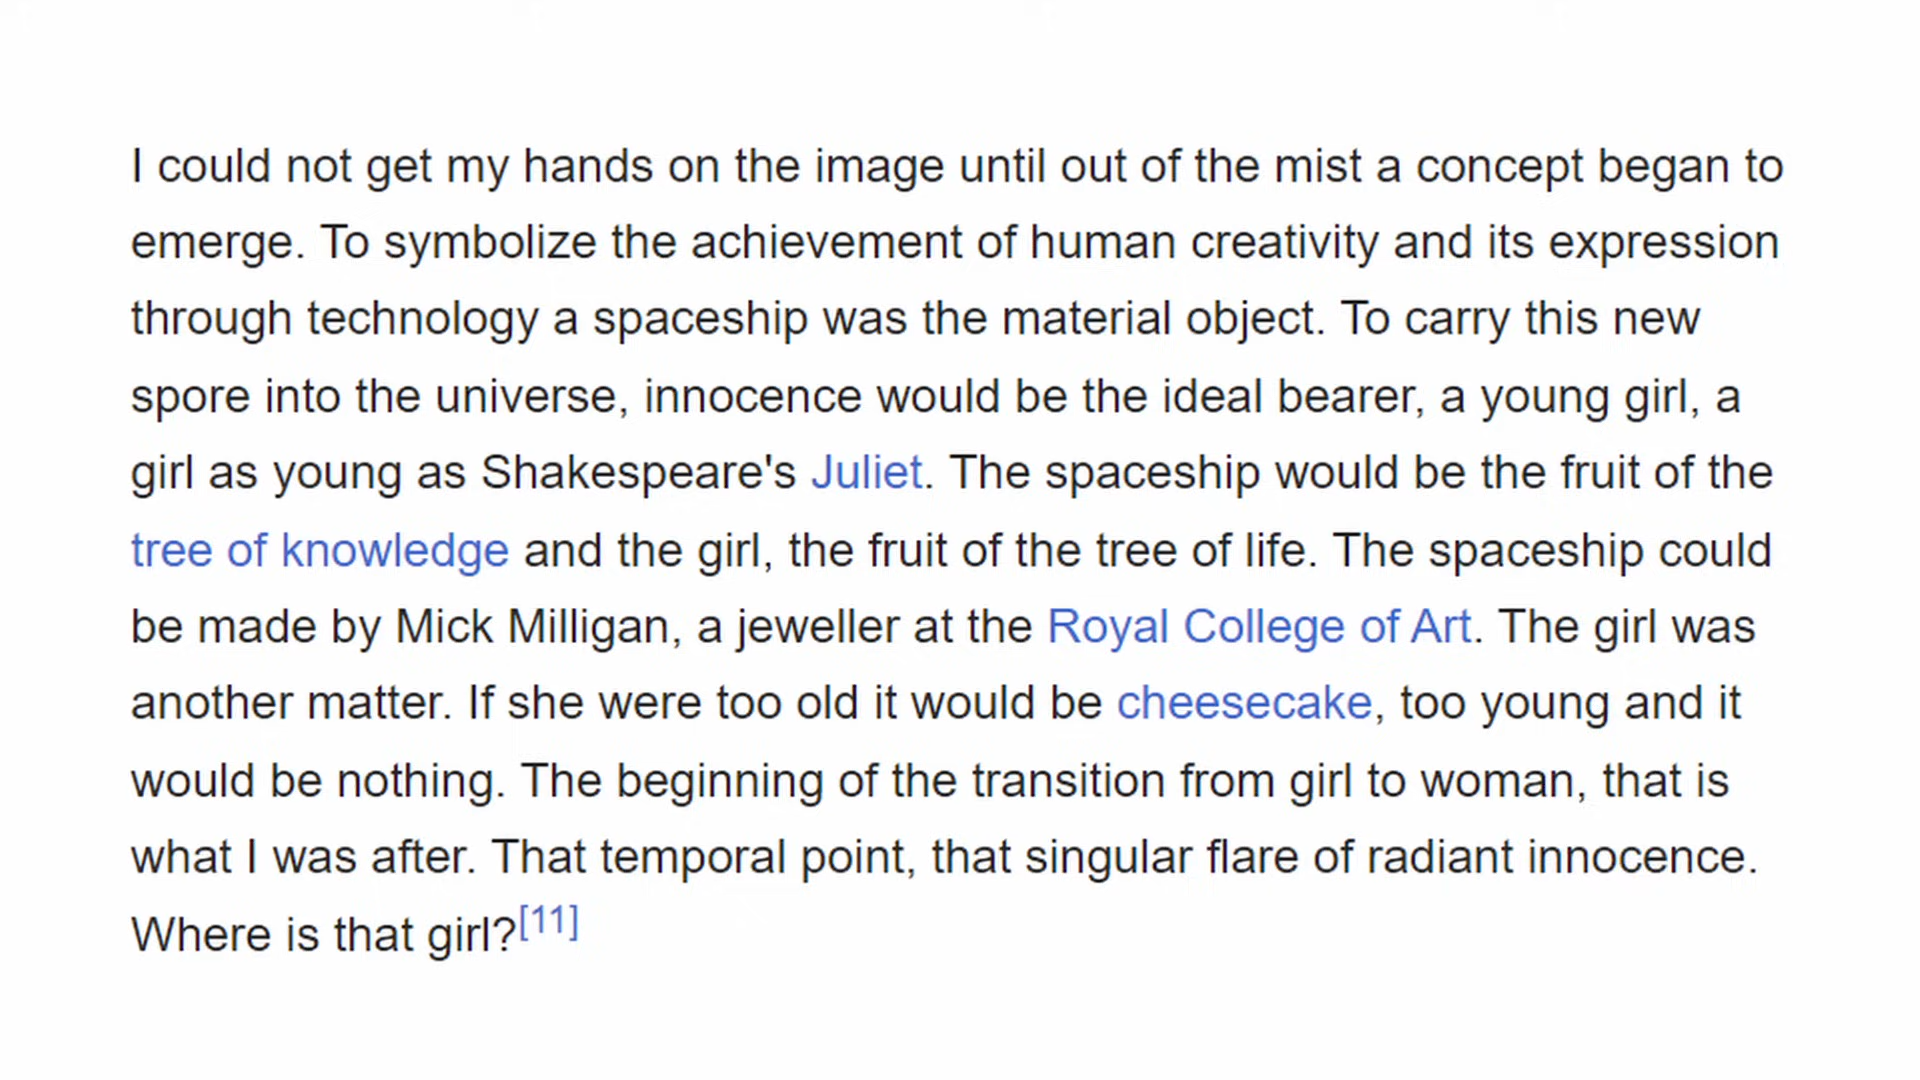 I could not get my hands on the image until out of the mist a concept began to
emerge. To symbolize the achievement of human creativity and its expression
through technology a spaceship was the material object. To carry this new
spore into the universe, innocence would be the ideal bearer, a young girl, a
girl as young as Shakespeare's Juliet. The spaceship would be the fruit of the
tree of knowledge and the girl, the fruit of the tree of life. The spaceship could
be made by Mick Milligan, a jeweller at the Royal College of Art. The girl was
another matter. If she were too old it would be cheesecake, too young and it
would be nothing. The beginning of the transition from girl to woman, that is
what I was after. That temporal point, that singular flare of radiant innocence.
Where is that girl?[11]